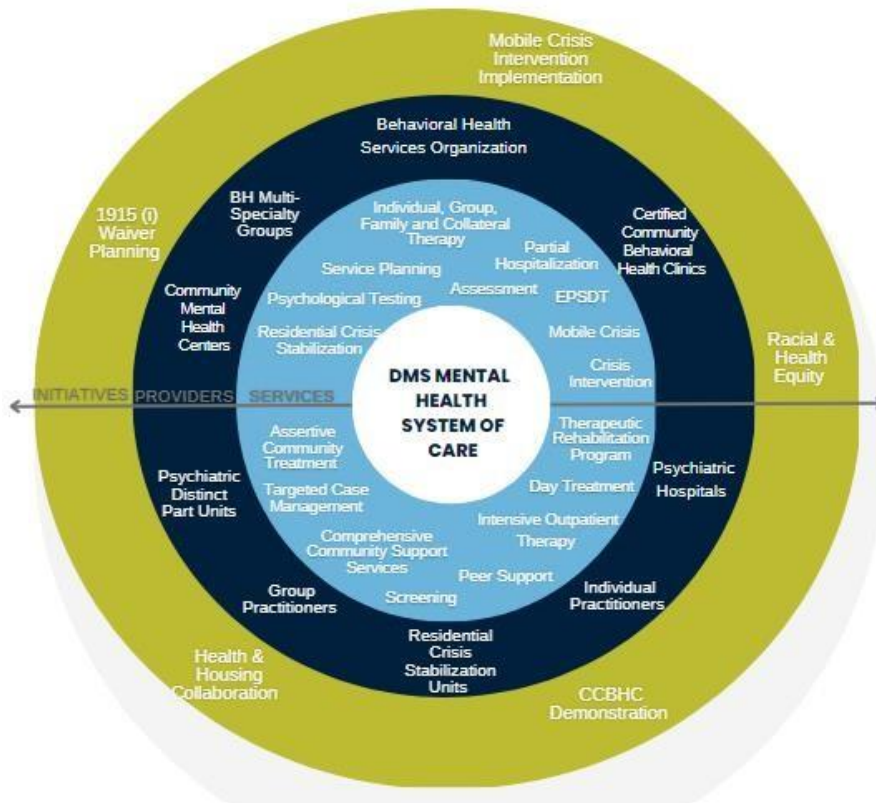 Mobile Crisis
Intervention
Implementation
Behavioral Health
Services Organization
BH Multi-
Specialty
Groups
1915 (i)
Waiver
Planning
Individual, Group,
Family and Collateral
Therapy
Certified
Community
Behavioral
Health Clinics
Partial
Hospitalization
Service Planning
Assessment
EPSDT
Psychological Testing
Community
Mental
Health
Centers
Residential Crisis
Stabilization
Mobile Crisis
Racial &
Health
Equity
Crisis
Intervention
DMS MENTAL
HEALTH
SYSTEM OF
CARE
INITIATIVES PROVIDERS SERVICES
Assertive
Community
Treatment
Therapeutic
Rehabilitation
Program
Psychiatric
Distinct
Part Units
Psychiatric
Hospitals
Targeted Case
Management
Day Treatment
Intensive Outpatient
Therapy
Comprehensive
Community Support
Services
Peer Support
Screening
Group
Practitioners
Individual
Practitioners
Residential
Crisis
Stabilization
Units
Health &
Housing
Collaboration
CCBHC
Demonstration